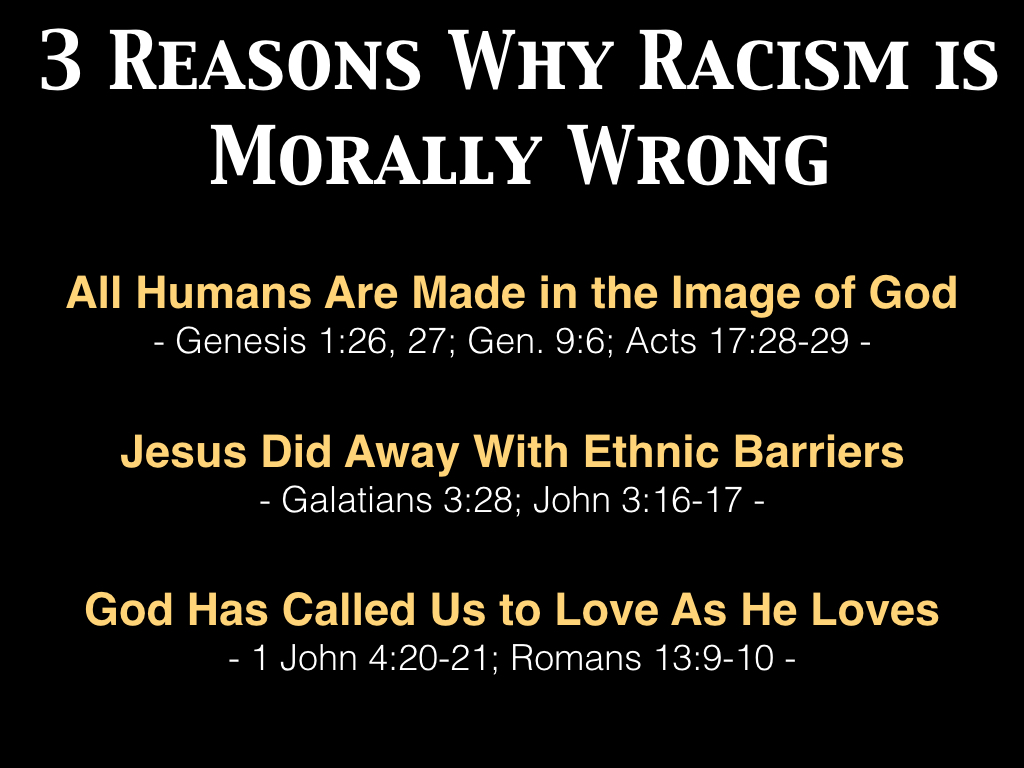 3 Reasons Why Racism is
Morally Wrong
All Humans Are Made in the Image of God
- Genesis 1:26, 27; Gen. 9:6; Acts 17:28-29 -
Jesus Did Away With Ethnic Barriers
- Galatians 3:28; John 3:16-17 -
God Has Called Us to Love As He Loves
- 1 John 4:20-21; Romans 13:9-10 -